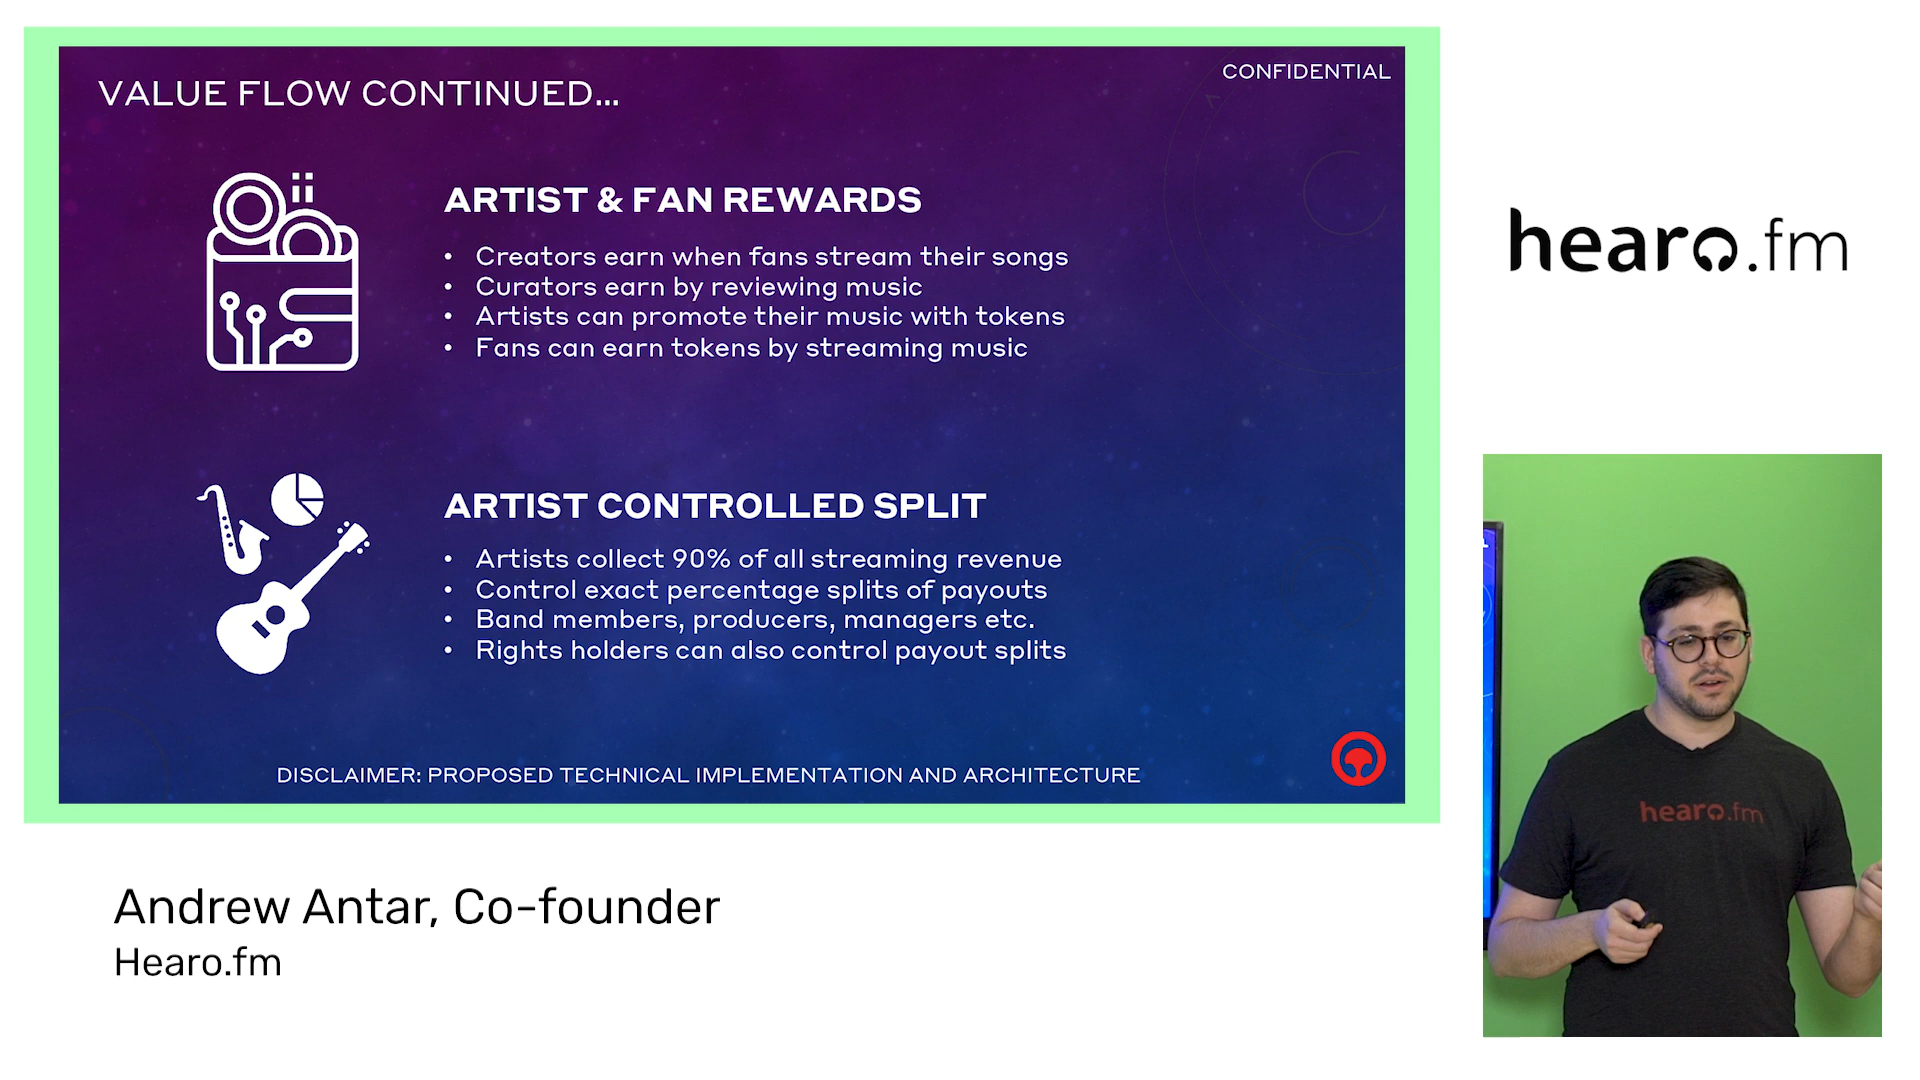 VALUE FLOW CONTINUED...
CONFIDENTIAL
ARTIST & FAN REWARDS
• Creators earn when fans stream their songs
• Curators earn by reviewing music
• Artists can promote their music with tokens
• Fans can earn tokens by streaming music
ARTIST CONTROLLED SPLIT
• Artists collect 90% of all streaming revenue
• Control exact percentage splits of payouts
• Band members, producers, managers etc.
• Rights holders can also control payout splits
DISCLAIMER: PROPOSED TECHNICAL IMPLEMENTATION AND ARCHITECTURE
hearo.fm
hearo.fm
Andrew Antar, Co-founder
Hearo.fm